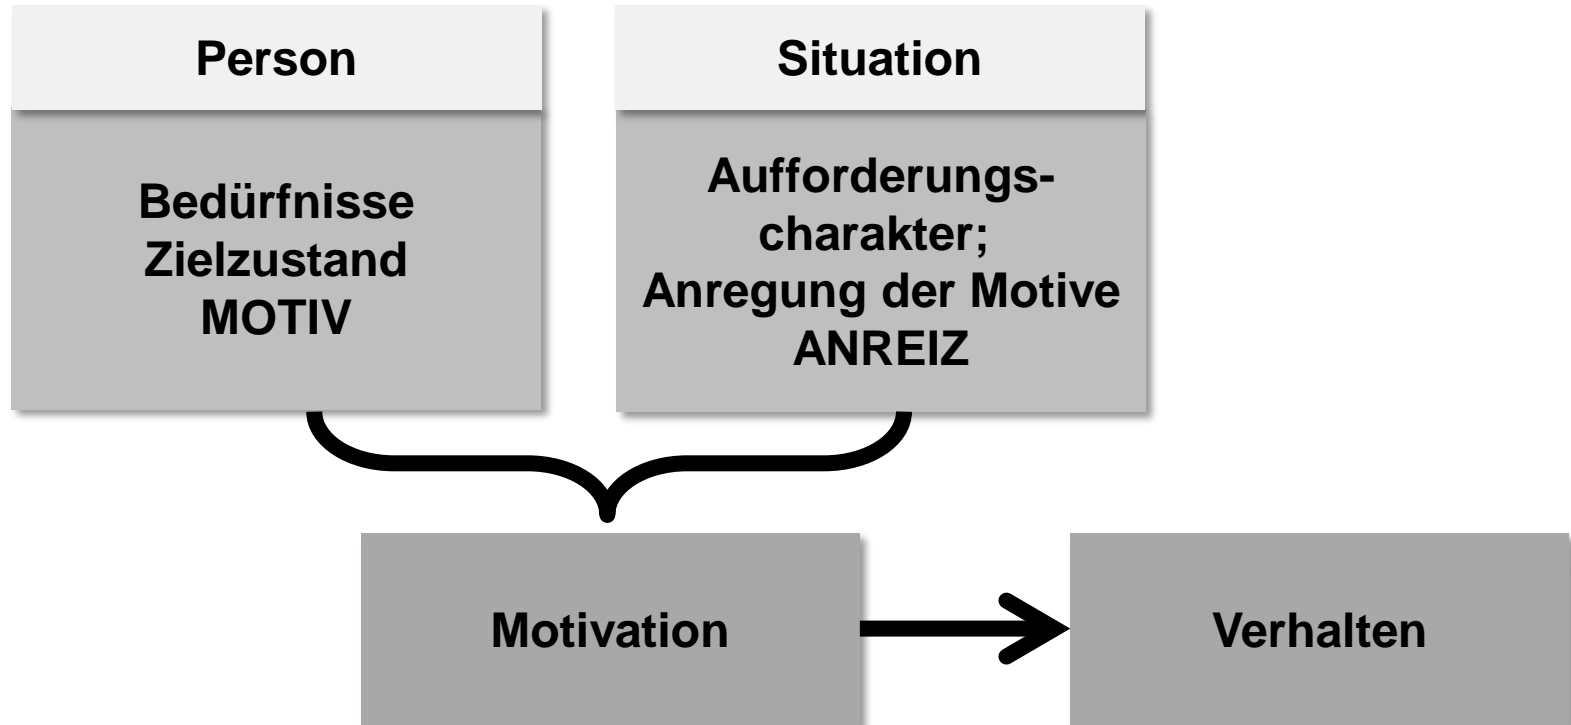 Person
Bedürfnisse
Zielzustand
MOTIV
Situation
Aufforderungs-
charakter;
Anregung der Motive
ANREIZ
Motivation
Verhalten